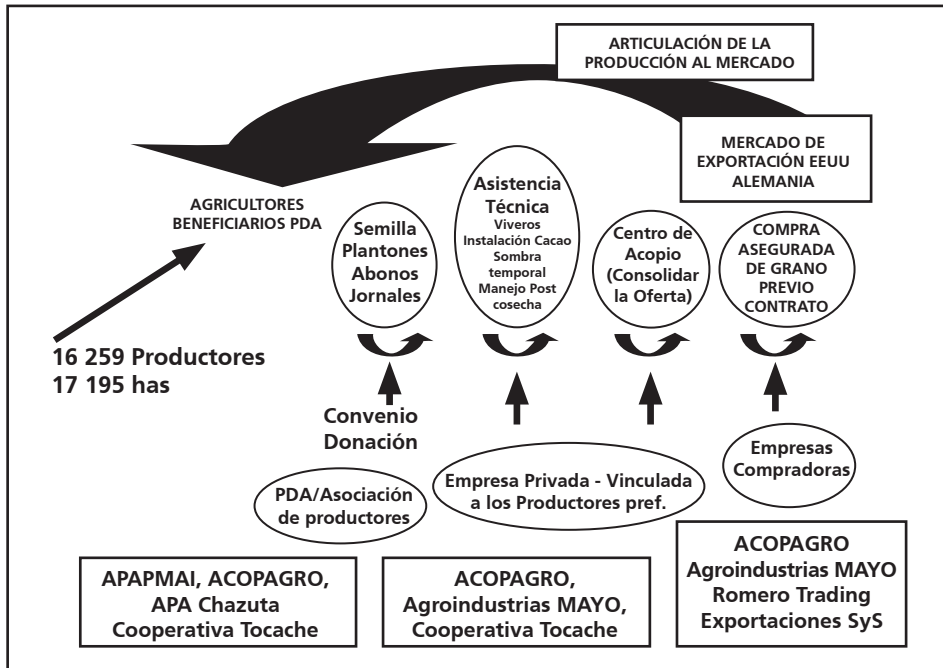 ARTICULACIÓN DE LA
PRODUCCIÓN AL MERCADO
MERCADO DE
EXPORTACIÓN EEUU
ALEMANIA
AGRICULTORES
BENEFICIARIOS PDA
Semilla
Plantones
Abonos
Jornales
Asistencia
Técnica
Viveros
Instalación Cacao
Sombra
temporal
Manejo Post
cosecha
Centro de
Acopio
(Consolidar
la Oferta)
COMPRA
ASEGURADA
DE GRANO
PREVIO
CONTRATO
16 259 Productores
17 195 has
Convenio
Donación
PDA/Asociación
de productores
Empresa Privada - Vinculada
a los Productores pref.
Empresas
Compradoras
APAPMAI, ACOPAGRO,
APA Chazuta
Cooperativa Tocache
ACOPAGRO,
Agroindustrias MAYO,
Cooperativa Tocache
ACOPAGRO
Agroindustrias MAYO
Romero Trading
Exportaciones SyS